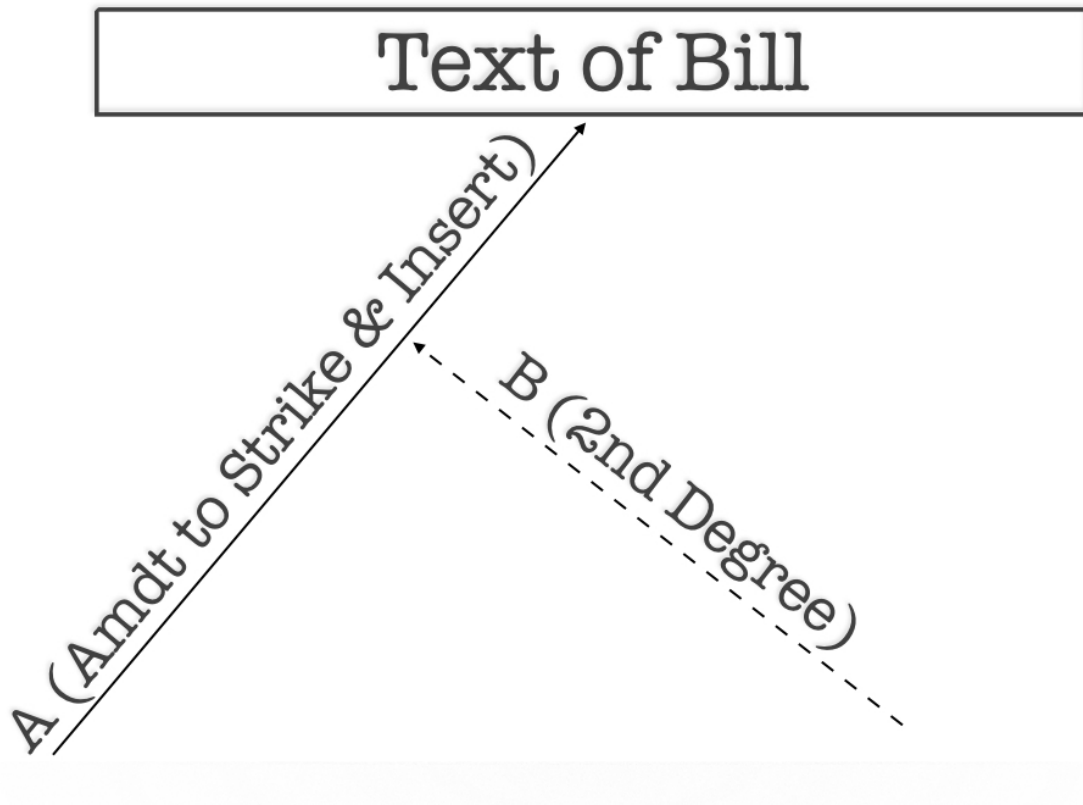 Text of Bill
A (Amdt to Strike & Insert)
B (2nd Degree)